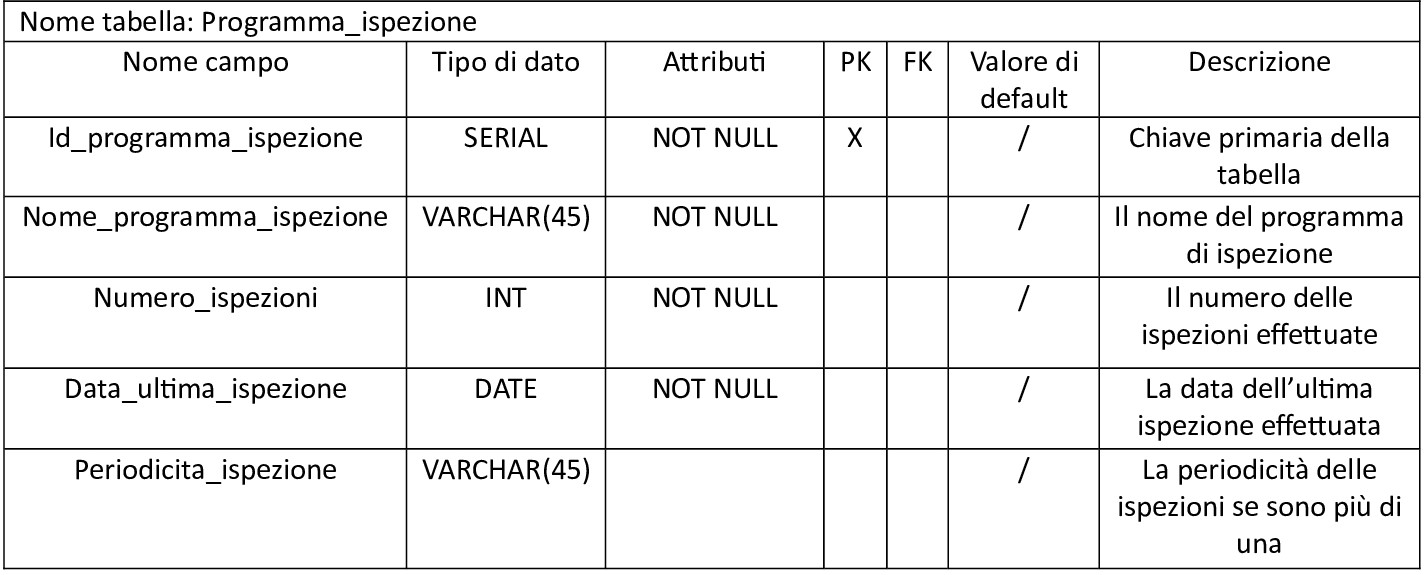 Nome tabella: Programma_ispezione
Nome campo Tipo di dato Attributi PK FK Valore di
default Descrizione
Id_programma_ispezione SERIAL NOT NULL X / Chiave primaria della
tabella
Nome_programma_ispezione VARCHAR(45) NOT NULL / Il nome del programma
di ispezione
Numero_ispezioni INT NOT NULL / Il numero delle
ispezioni effettuate
Data_ultima_ispezione DATE NOT NULL / La data dell’ultima
ispezione effettuata
Periodicita_ispezione VARCHAR(45) / La periodicità delle
ispezioni se sono più di
una